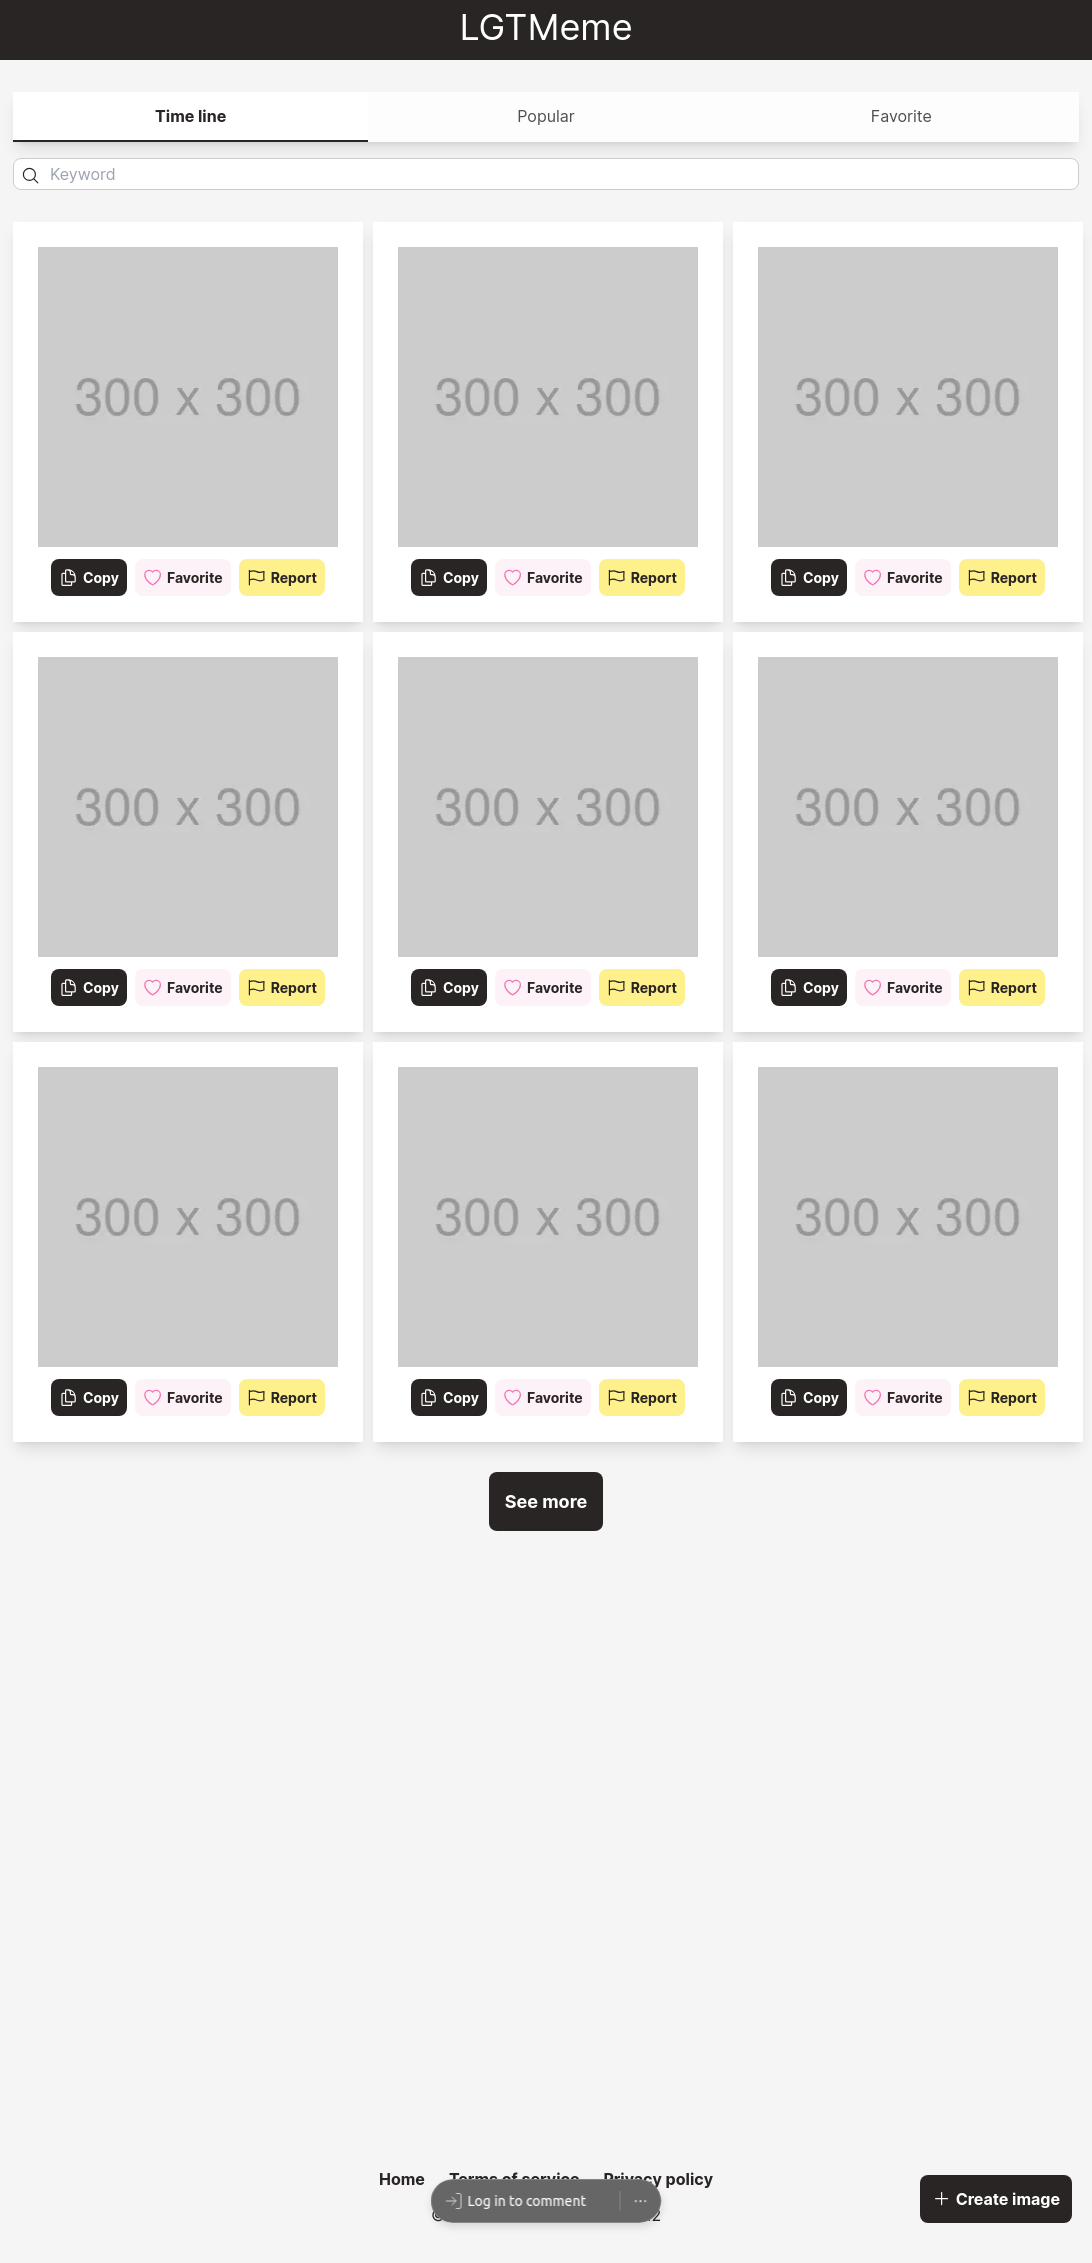 LGTMeme
Time line Popular Favorite
Keyword
300 x 300 300 x 300 300 x 300
Copy Favorite Report Copy Favorite Report Copy Favorite Report
300 x 300 300 x 300 300 x 300
Copy Favorite Report Copy Favorite Report Copy Favorite Report
300 x 300 300 x 300 300 x 300
Copy Favorite Report Copy Favorite Report Copy Favorite Report
See more
Home Terms of service Privacy policy
Log in to comment
Create image